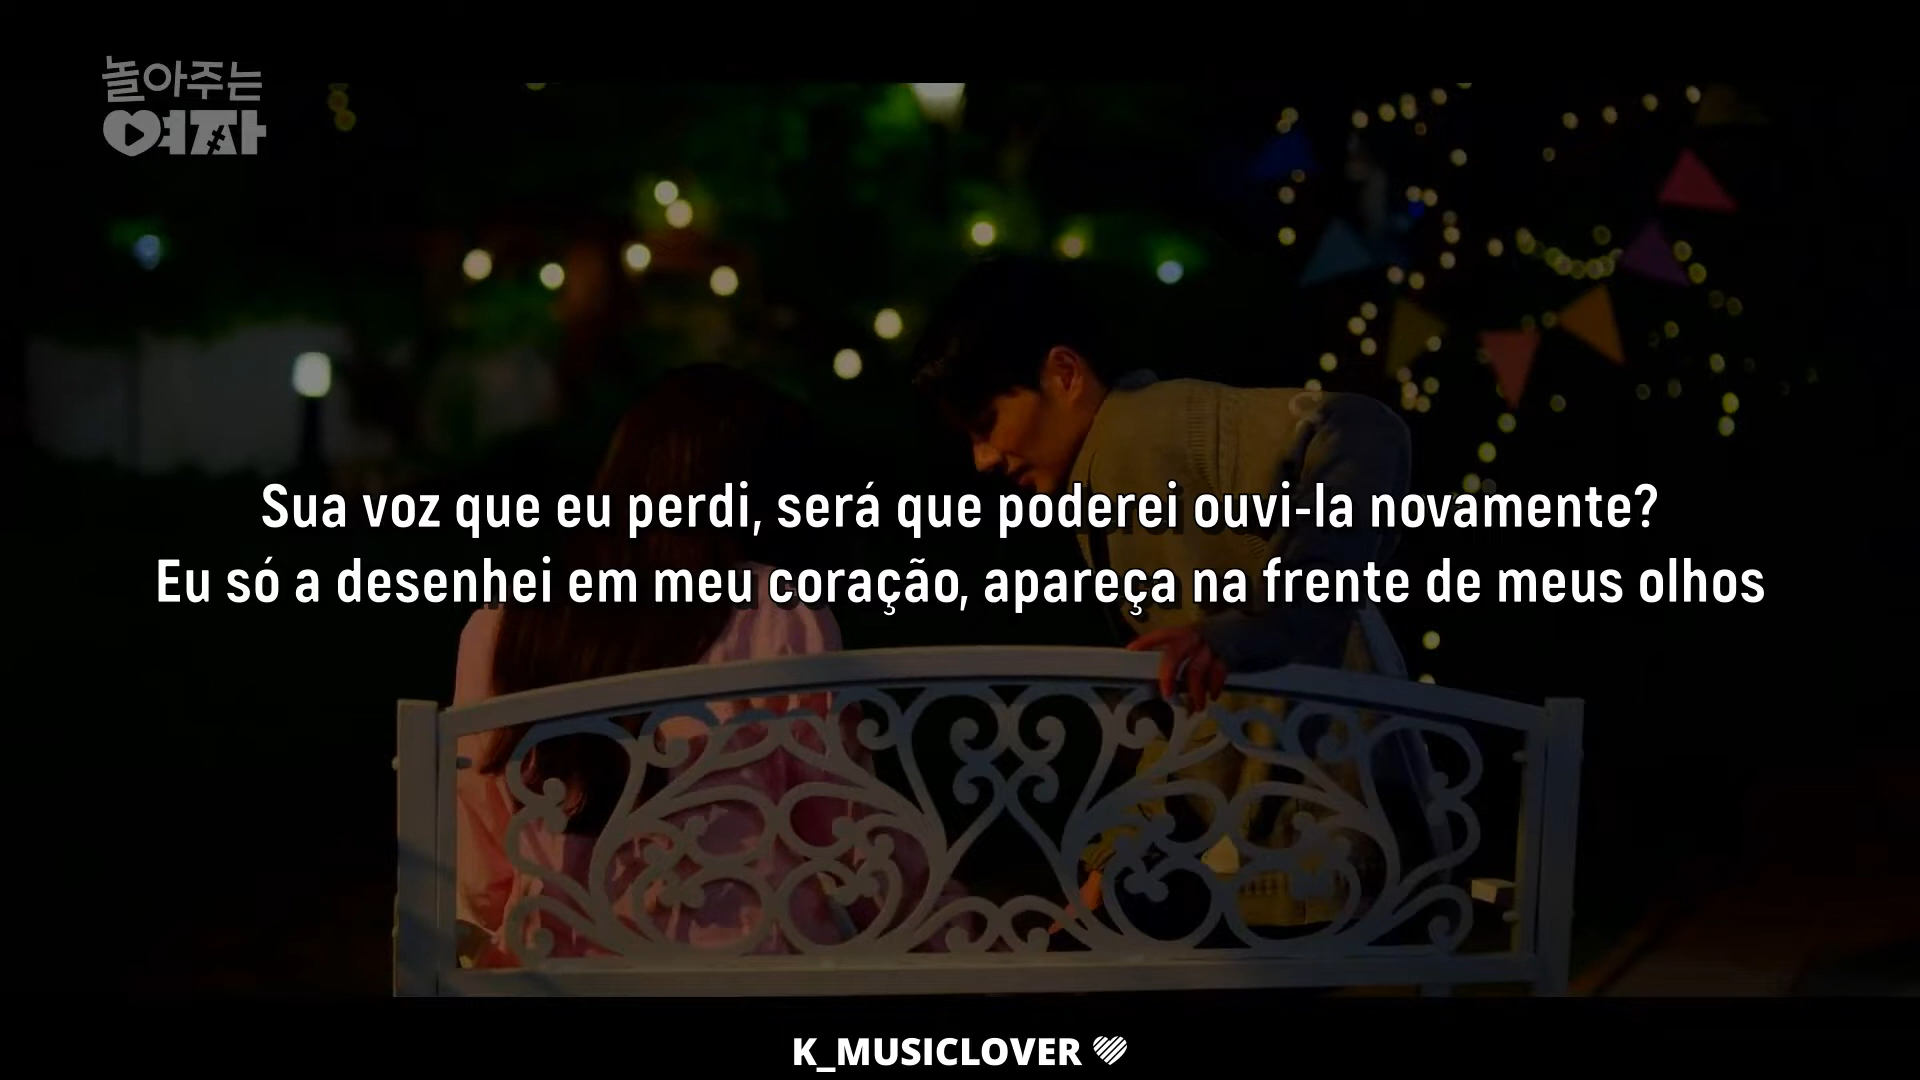 놀아주는
여자
Sua voz que eu perdi, será que poderei ouvi-la novamente?
Eu só a desenhei em meu coração, apareça na frente de meus olhos
K_MUSICLOVER